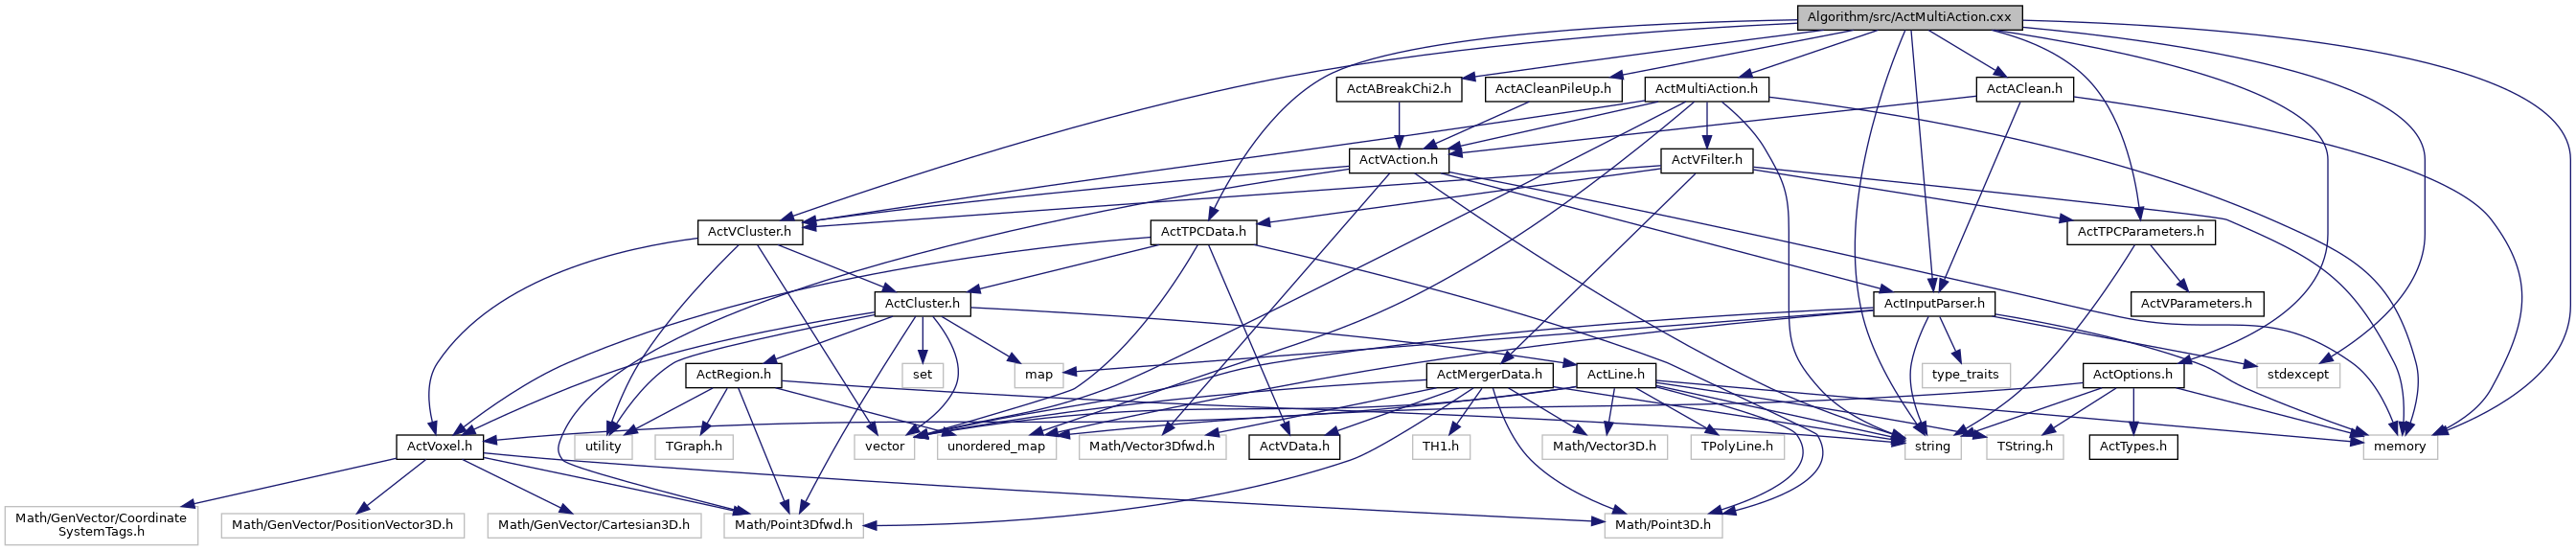 Algorithm/src/ActMultiAction.cxx
ActABreakChi2.h
ActACleanPileUp.h
ActMultiAction.h
ActAClean.h
ActVAction.h
ActVFilter.h
ActVCluster.h
ActTPCData.h
ActTPCParameters.h
ActCluster.h
ActInputParser.h
ActVParameters.h
ActRegion.h
set
map
ActMergerData.h
ActLine.h
type_traits
ActOptions.h
stdexcept
ActVoxel.h
utility
TGraph.h
vector
unordered_map
Math/Vector3Dfwd.h
ActVData.h
TH1.h
Math/Vector3D.h
TPolyLine.h
string
TString.h
ActTypes.h
memory
Math/GenVector/Coordinate
SystemTags.h
Math/GenVector/PositionVector3D.h
Math/GenVector/Cartesian3D.h
Math/Point3Dfwd.h
Math/Point3D.h